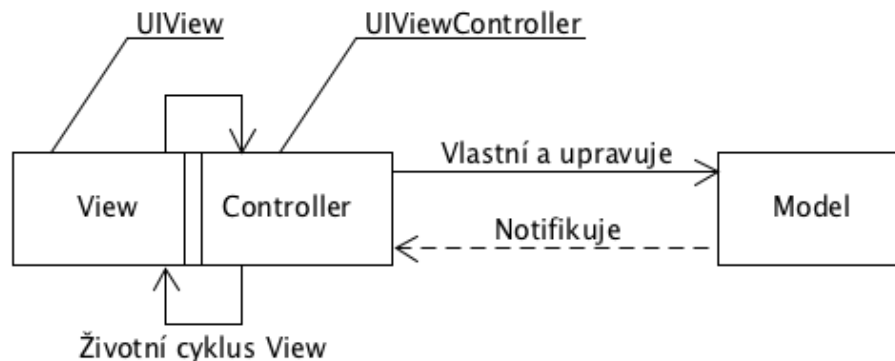 UIView
UIViewController
Vlastní a upravuje
View
Controller
Model
Notifikuje
Životní cyklus View